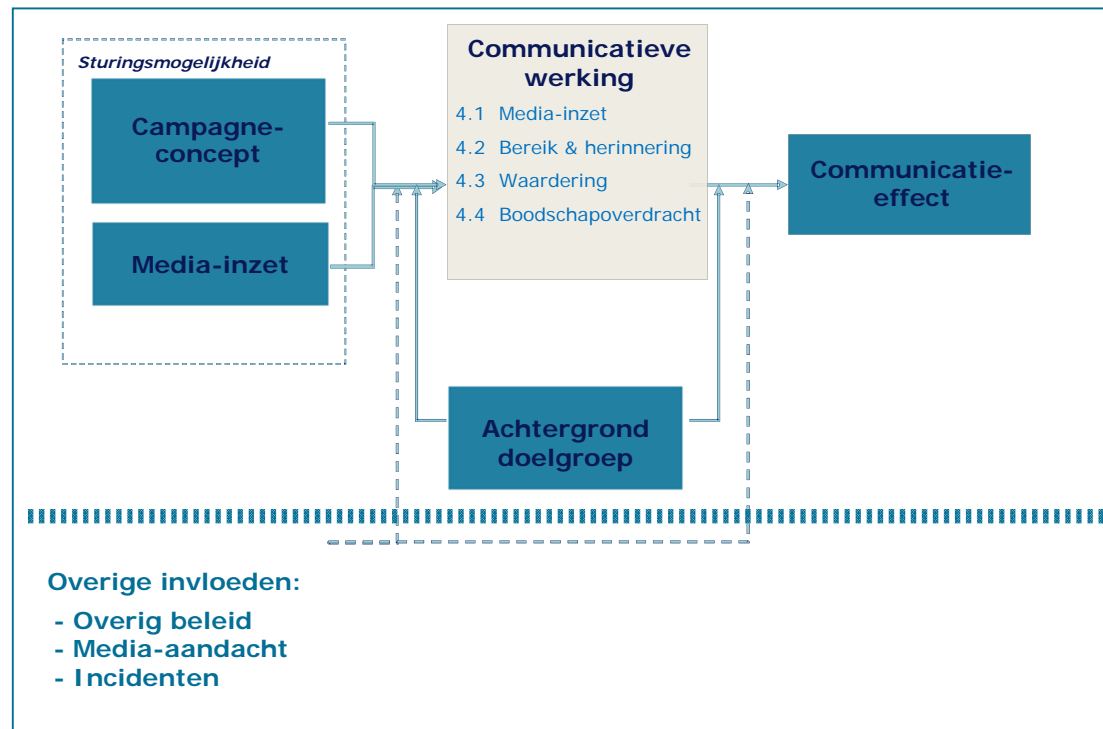 Sturingsmogelijkheid
Campagne-
concept
Media-inzet
Communicatieve
werking
4.1 Media-inzet
4.2 Bereik & herinnering
4.3 Waardering
4.4 Boodschapoverdracht
Communicatie-
effect
Achtergrond
doelgroep
Overige invloeden:
- Overig beleid
- Media-aandacht
- Incidenten